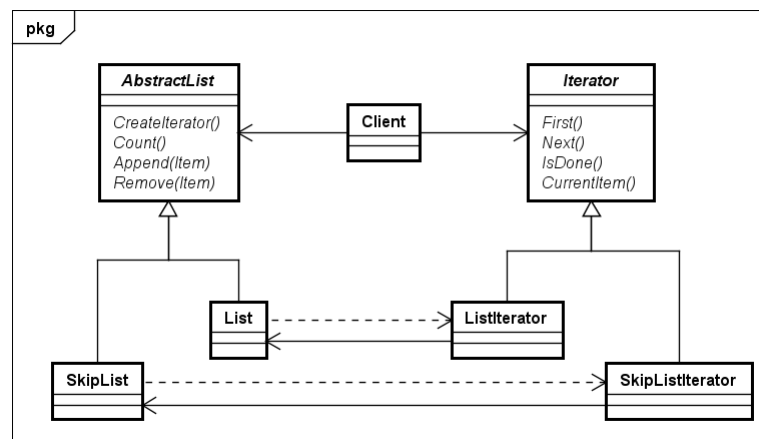 pkg
AbstractList
CreateIterator()
Count()
Append(Item)
Remove(Item)
Client
Iterator
First()
Next()
IsDone()
CurrentItem()
List
ListIterator
SkipList
SkipListIterator